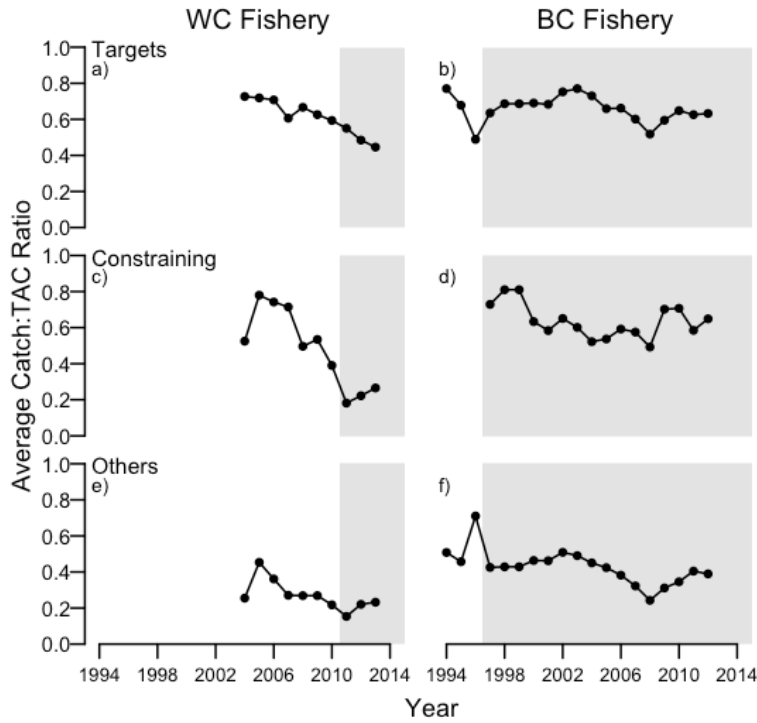 WC Fishery
BC Fishery
Targets
a)
b)
1.0
0.8
0.6
0.4
0.2
0.0
Constraining
c)
d)
1.0
0.8
0.6
0.4
0.2
0.0
Others
e)
f)
1.0
0.8
0.6
0.4
0.2
0.0
Average Catch:TAC Ratio
1994 1998 2002 2006 2010 2014
1994 1998 2002 2006 2010 2014
Year